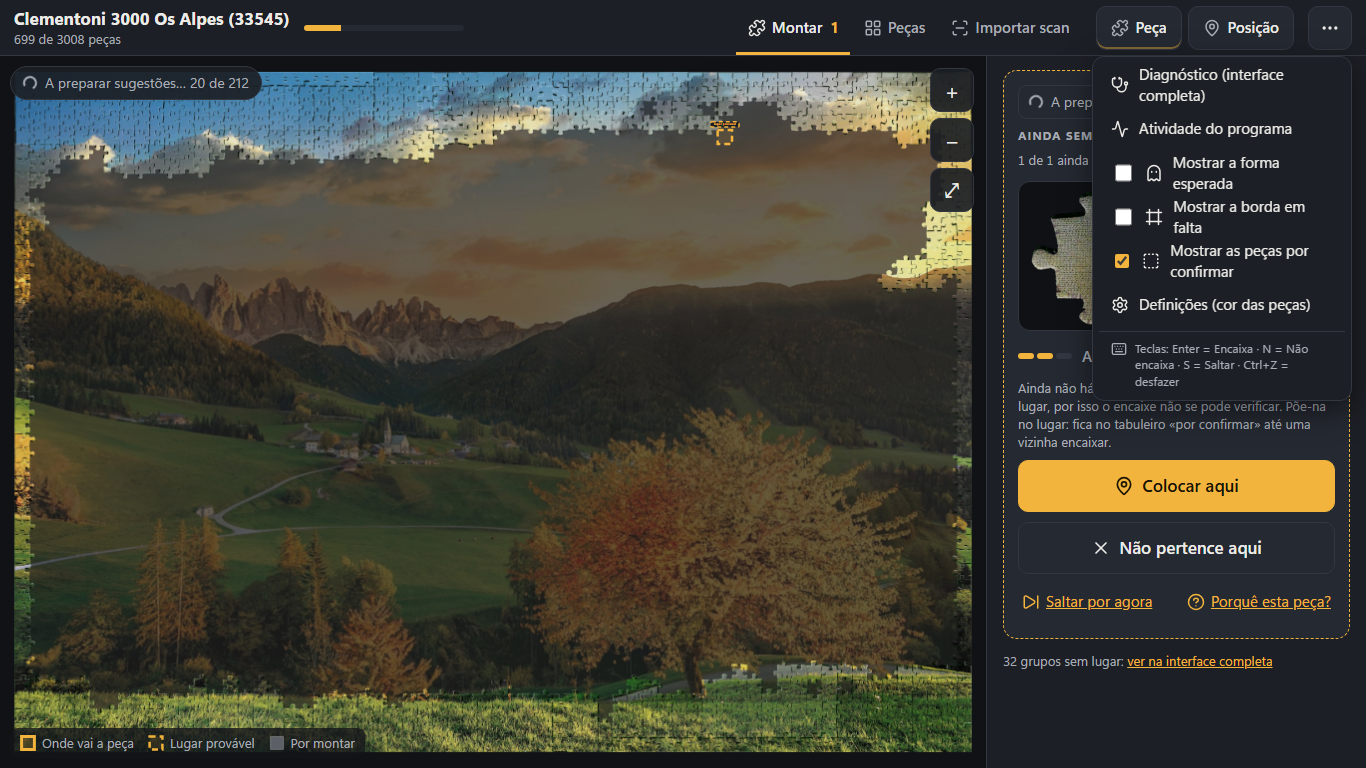 Clementoni 3000 Os Alpes (33545)
699 de 3008 peças
Montar 1
Peças
Importar scan
Peça
Posição
A preparar sugestões... 20 de 212
Diagnóstico (interface
completa)
Atividade do programa
Mostrar a forma
esperada
Mostrar a borda em
falta
Mostrar as peças por
confirmar
Definições (cor das peças)
Teclas: Enter = Encaixa · N = Não
encaixa · S = Saltar · Ctrl+Z =
desfazer
A prep
AINDA SEM
1 de 1 ainda
A
Ainda não há
lugar, por isso o encaixe não se pode verificar. Põe-na
no lugar: fica no tabuleiro «por confirmar» até uma
vizinha encaixar.
Colocar aqui
Não pertence aqui
Saltar por agora
Porquê esta peça?
32 grupos sem lugar: ver na interface completa
Onde vai a peça
Lugar provável
Por montar